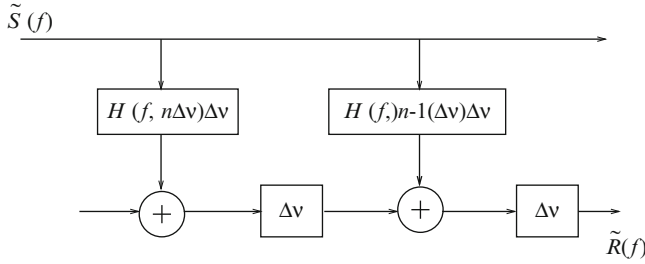 S̃ (f)
H (f, nΔν)Δν
H (f,)n-1(Δν)Δν
+
Δν
+
Δν
R̃(f)